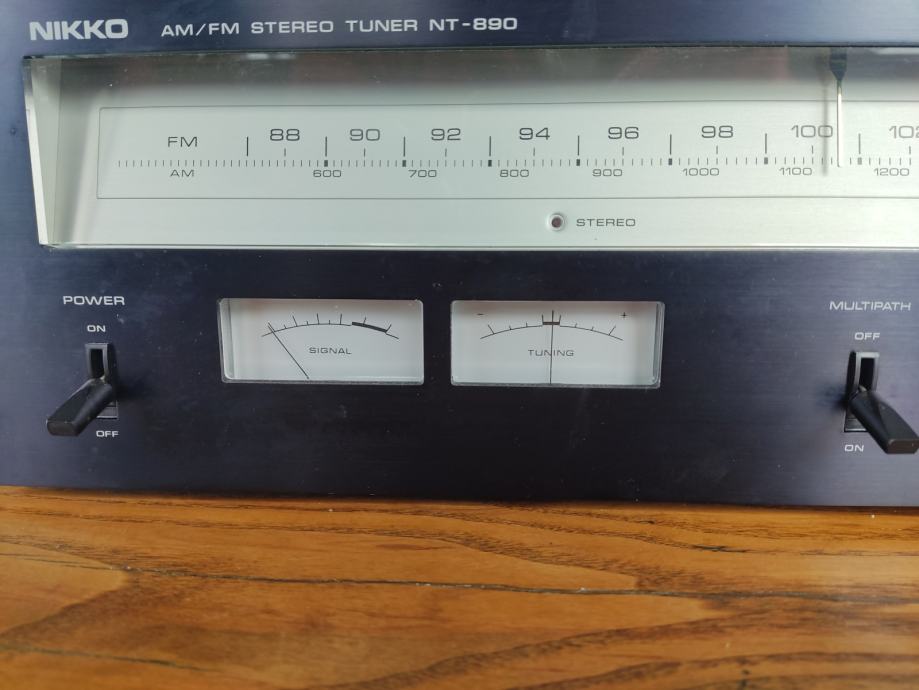 NIKKO AM/FM STEREO TUNER NT-890
FM 88 90 92 94 96 98 100 102
AM 600 700 800 900 1000 1100 1200
STEREO
POWER
ON
OFF
SIGNAL
- +
TUNING
MULTIPATH
OFF
ON